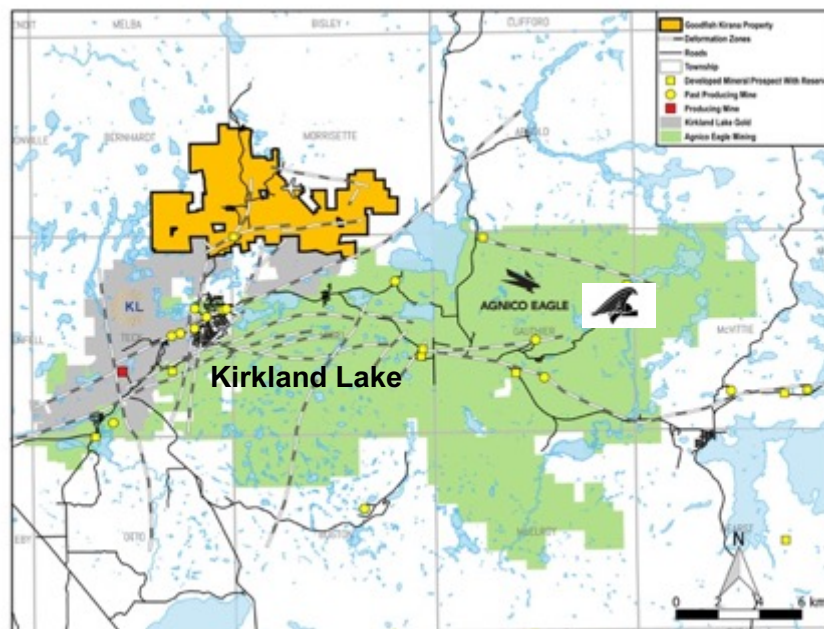 MELBA
BISLEY
CLIFFORD
Goodfish Kirana Property
Deformation Zones
Roads
Township
Developed Mineral Prospect With Reserve
Past Producing Mine
Producing Mine
Kirkland Lake Gold
Agnico Eagle Mining
BERNHARDT
MORRISETTE
ARNOLD
KL
AGNICO EAGLE
GAUTHIER
McVITTIE
Kirkland Lake
McELROY
N
0 2 4 6 km